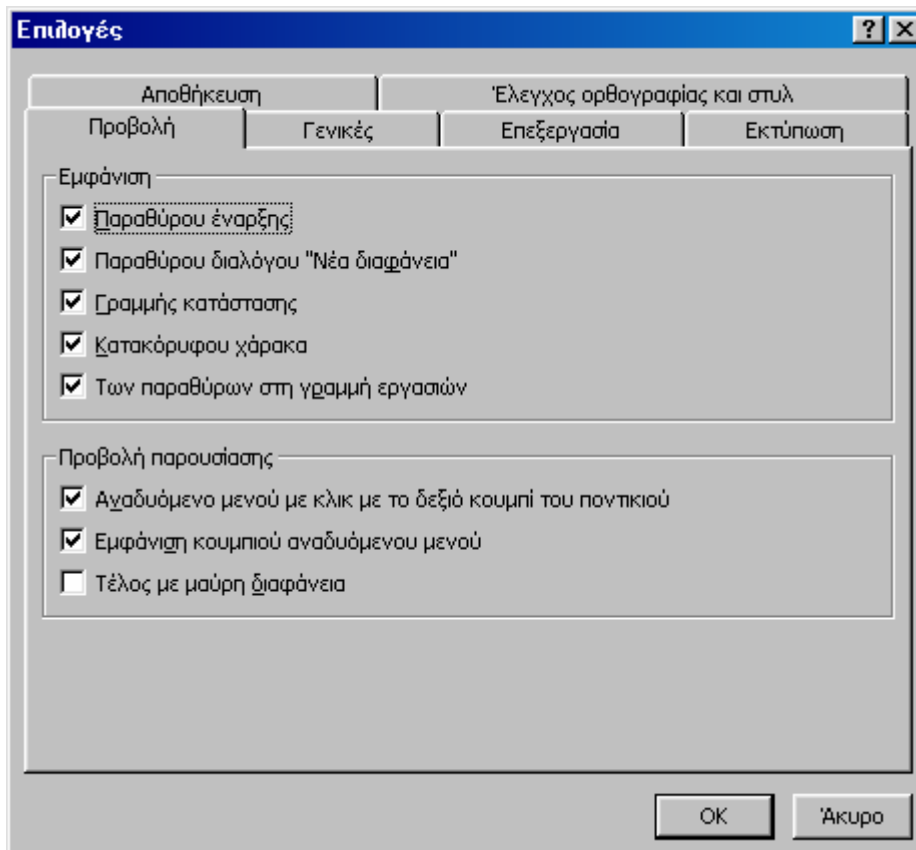 Επιλογές
Αποθήκευση Έλεγχος ορθογραφίας και στυλ
Προβολή Γενικές Επεξεργασία Εκτύπωση
Εμφάνιση
Παραθύρου έναρξης
Παραθύρου διαλόγου "Νέα διαφάνεια"
Γραμμής κατάστασης
Κατακόρυφου χάρακα
Των παραθύρων στη γραμμή εργασιών
Προβολή παρουσίασης
Αναδυόμενο μενού με κλικ με το δεξιό κουμπί του ποντικιού
Εμφάνιση κουμπιού αναδυόμενου μενού
Τέλος με μαύρη διαφάνεια
OK Άκυρο